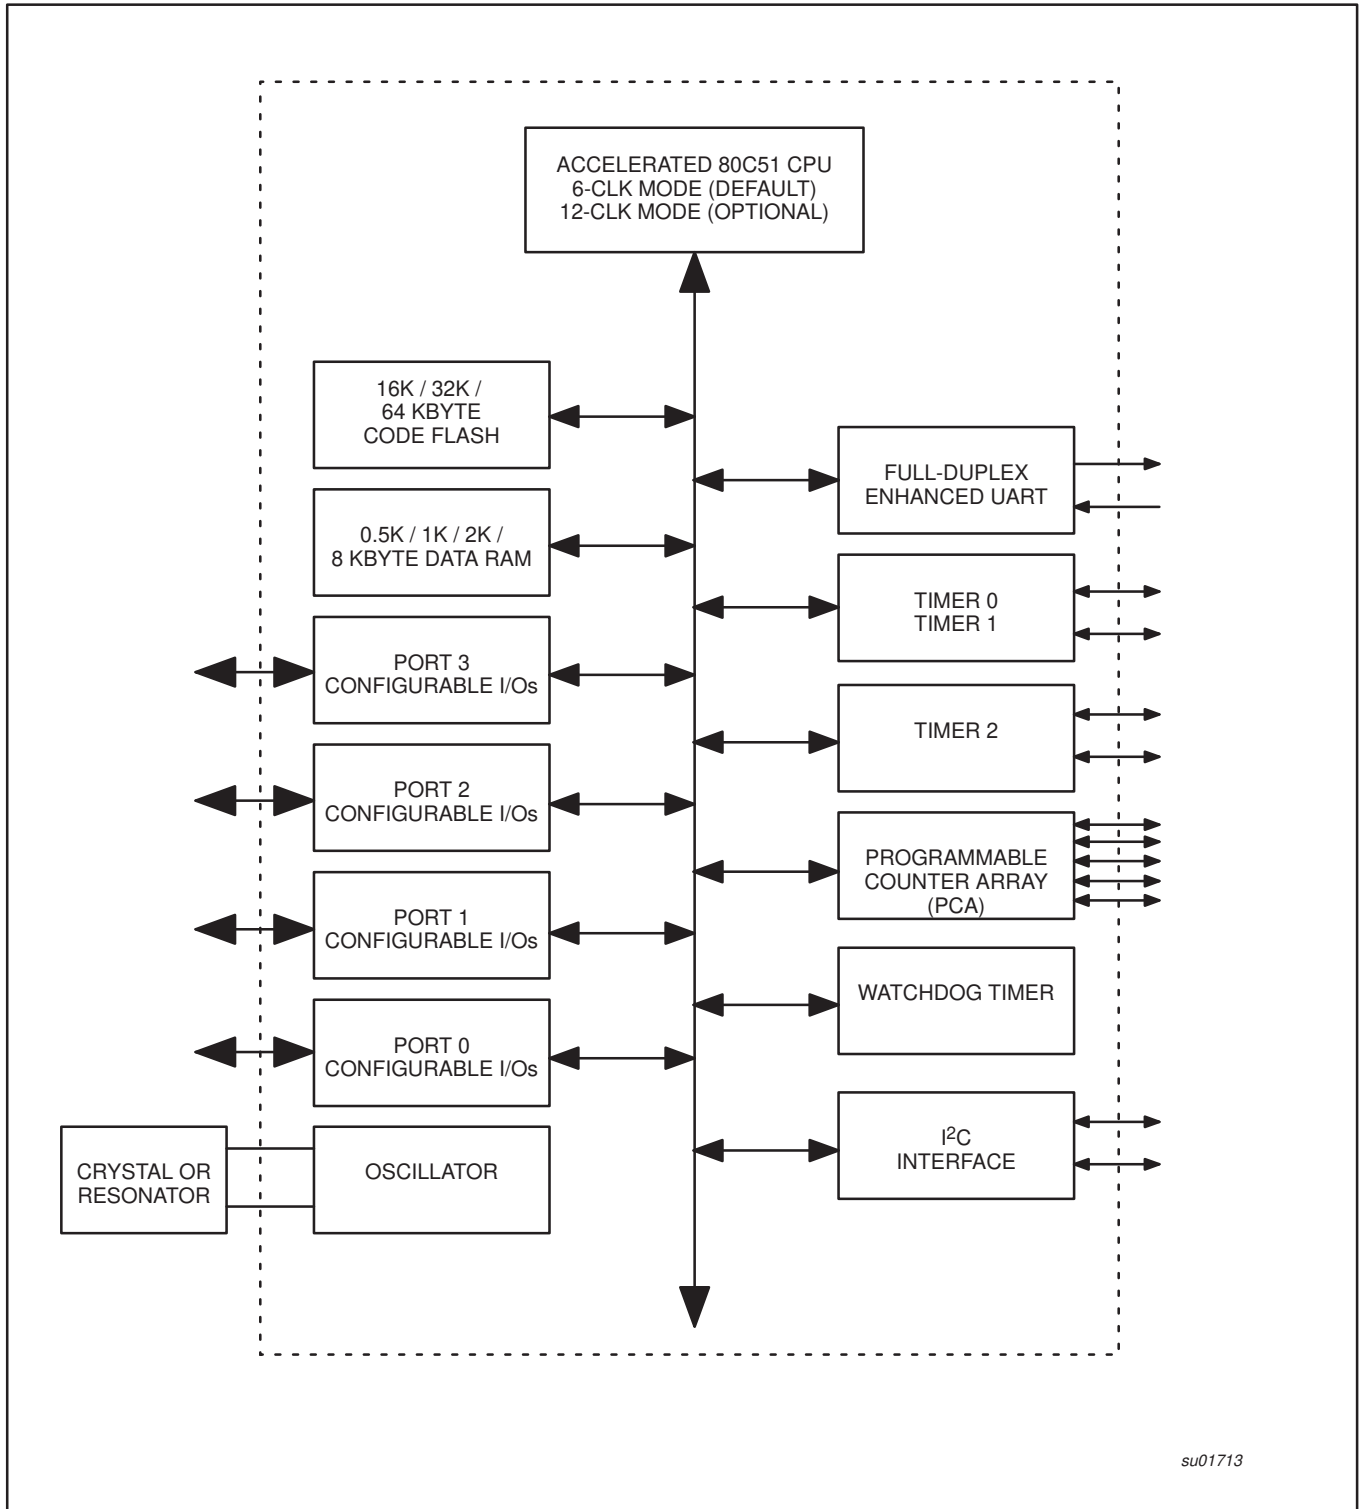 ACCELERATED 80C51 CPU
6-CLK MODE (DEFAULT)
12-CLK MODE (OPTIONAL)
16K / 32K /
64 KBYTE
CODE FLASH
0.5K / 1K / 2K /
8 KBYTE DATA RAM
PORT 3
CONFIGURABLE I/Os
PORT 2
CONFIGURABLE I/Os
PORT 1
CONFIGURABLE I/Os
PORT 0
CONFIGURABLE I/Os
CRYSTAL OR
RESONATOR
OSCILLATOR
FULL-DUPLEX
ENHANCED UART
TIMER 0
TIMER 1
TIMER 2
PROGRAMMABLE
COUNTER ARRAY
(PCA)
WATCHDOG TIMER
I²C
INTERFACE
su01713